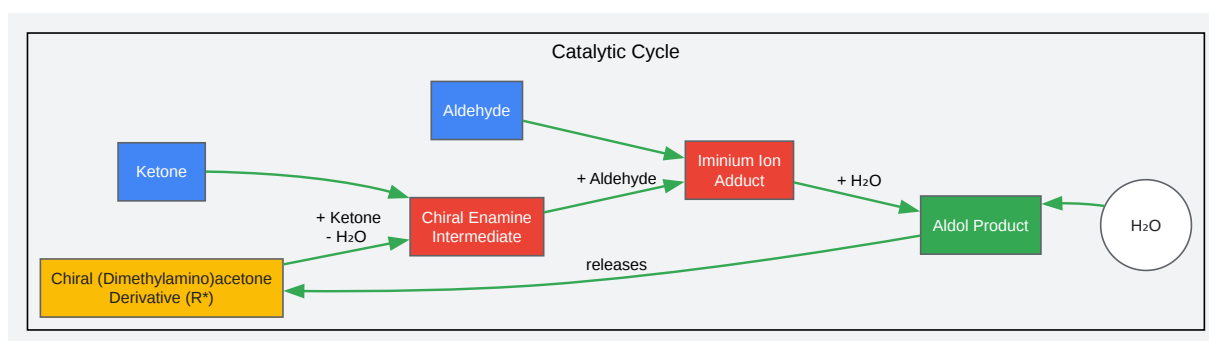 Catalytic Cycle
Aldehyde
Ketone
Iminium Ion
Adduct
+ Aldehyde
+ H₂O
+ Ketone
- H₂O
Chiral Enamine
Intermediate
Aldol Product
H₂O
releases
Chiral (Dimethylamino)acetone
Derivative (R*)